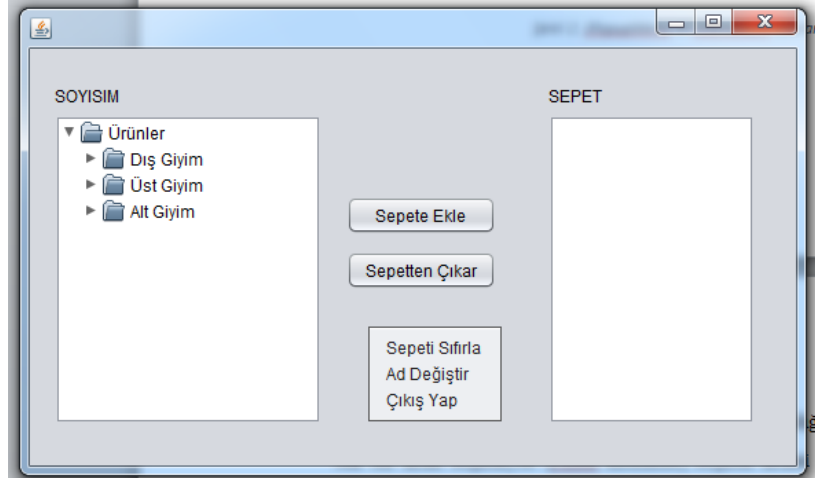 SOYISIM
SEPET
Ürünler
Dış Giyim
Üst Giyim
Alt Giyim
Sepete Ekle
Sepetten Çıkar
Sepeti Sıfırla
Ad Değiştir
Çıkış Yap